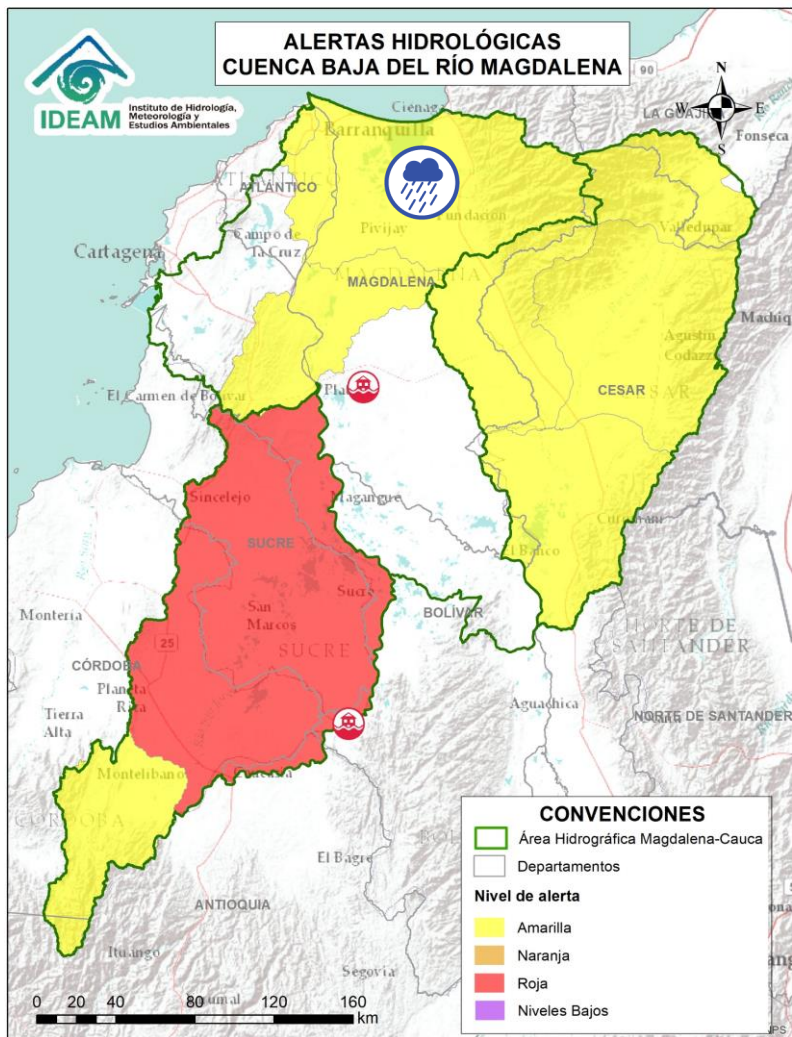 ALERTAS HIDROLÓGICAS
CUENCA BAJA DEL RÍO MAGDALENA
IDEAM
Instituto de Hidrología,
Meteorología y
Estudios Ambientales
N
W
E
S
90
Ciénaga
LA GUAJIRA
Fonseca
Barranquilla
ATLÁNTICO
Fundación
Pivijay
Valledupar
Campo de
la Cruz
Cartagena
MAGDALENA
MAGDALENA
Machiq
Agustín
Codazzi
CESAR
El Carmen de Bolívar
Magangue
Sincelejo
SUCRE
El Banco
Sucre
BOLÍVAR
San
Marcos
SUCRE
Montería
25
CÓRDOBA
Planeta
Rica
NORTE DE
SANTANDER
Aguachica
NORTE DE SANTANDER
Tierra
Alta
Montelibano
CÓRDOBA
El Bagre
ANTIOQUIA
Ituango
Segovia
0 20 40 80 120 160
km
CONVENCIONES
Área Hidrográfica Magdalena-Cauca
Departamentos
Nivel de alerta
Amarilla
Naranja
Roja
Niveles Bajos